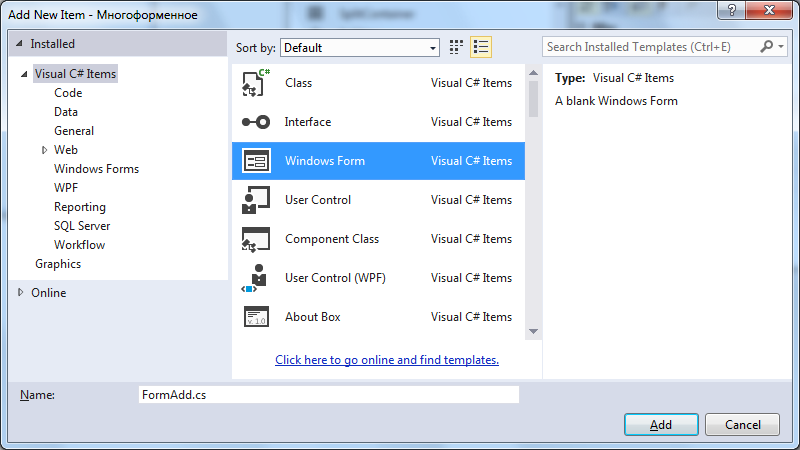 Add New Item - Многоформенное
Installed
Sort by: Default
Search Installed Templates (Ctrl+E)
Visual C# Items
Code
Data
General
Web
Windows Forms
WPF
Reporting
SQL Server
Workflow
Graphics
Online
C#
Class Visual C# Items
Interface Visual C# Items
Windows Form Visual C# Items
User Control Visual C# Items
Component Class Visual C# Items
User Control (WPF) Visual C# Items
v. 1.0
About Box Visual C# Items
Click here to go online and find templates.
Type: Visual C# Items
A blank Windows Form
Name: FormAdd.cs
Add Cancel